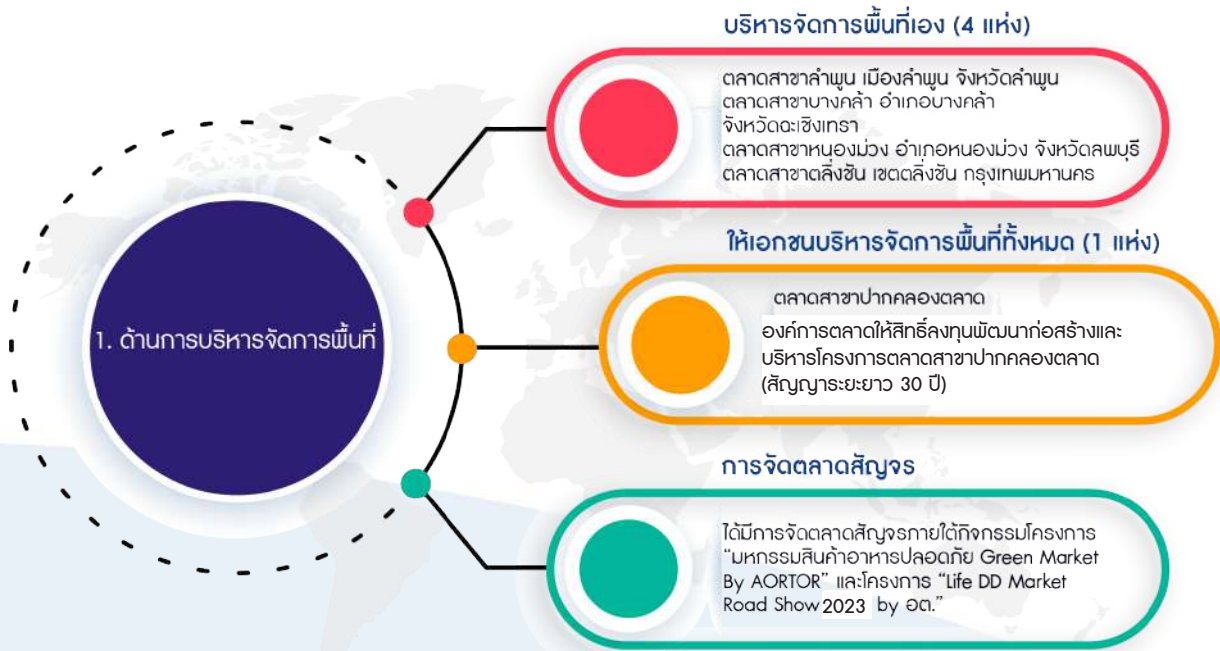 บริหารจัดการพื้นที่เอง (4 แห่ง)
ตลาดสาขาลำพูน เมืองลำพูน จังหวัดลำพูน
ตลาดสาขาบางคล้า อำเภอบางคล้า
จังหวัดฉะเชิงเทรา
ตลาดสาขาหนองม่วง อำเภอหนองม่วง จังหวัดลพบุรี
ตลาดสาขาตลิ่งชัน เขตตลิ่งชัน กรุงเทพมหานคร
1. ด้านการบริหารจัดการพื้นที่
ให้เอกชนบริหารจัดการพื้นที่ทั้งหมด (1 แห่ง)
ตลาดสาขาปากคลองตลาด
องค์การตลาดให้สิทธิ์ลงทุนพัฒนาก่อสร้างและ
บริหารโครงการตลาดสาขาปากคลองตลาด
(สัญญาระยะยาว 30 ปี)
การจัดตลาดสัญจร
ได้มีการจัดตลาดสัญจรภายใต้กิจกรรมโครงการ
“มหกรรมสินค้าอาหารปลอดภัย Green Market
By AORTOR” และโครงการ “Life DD Market
Road Show 2023 by อต.”